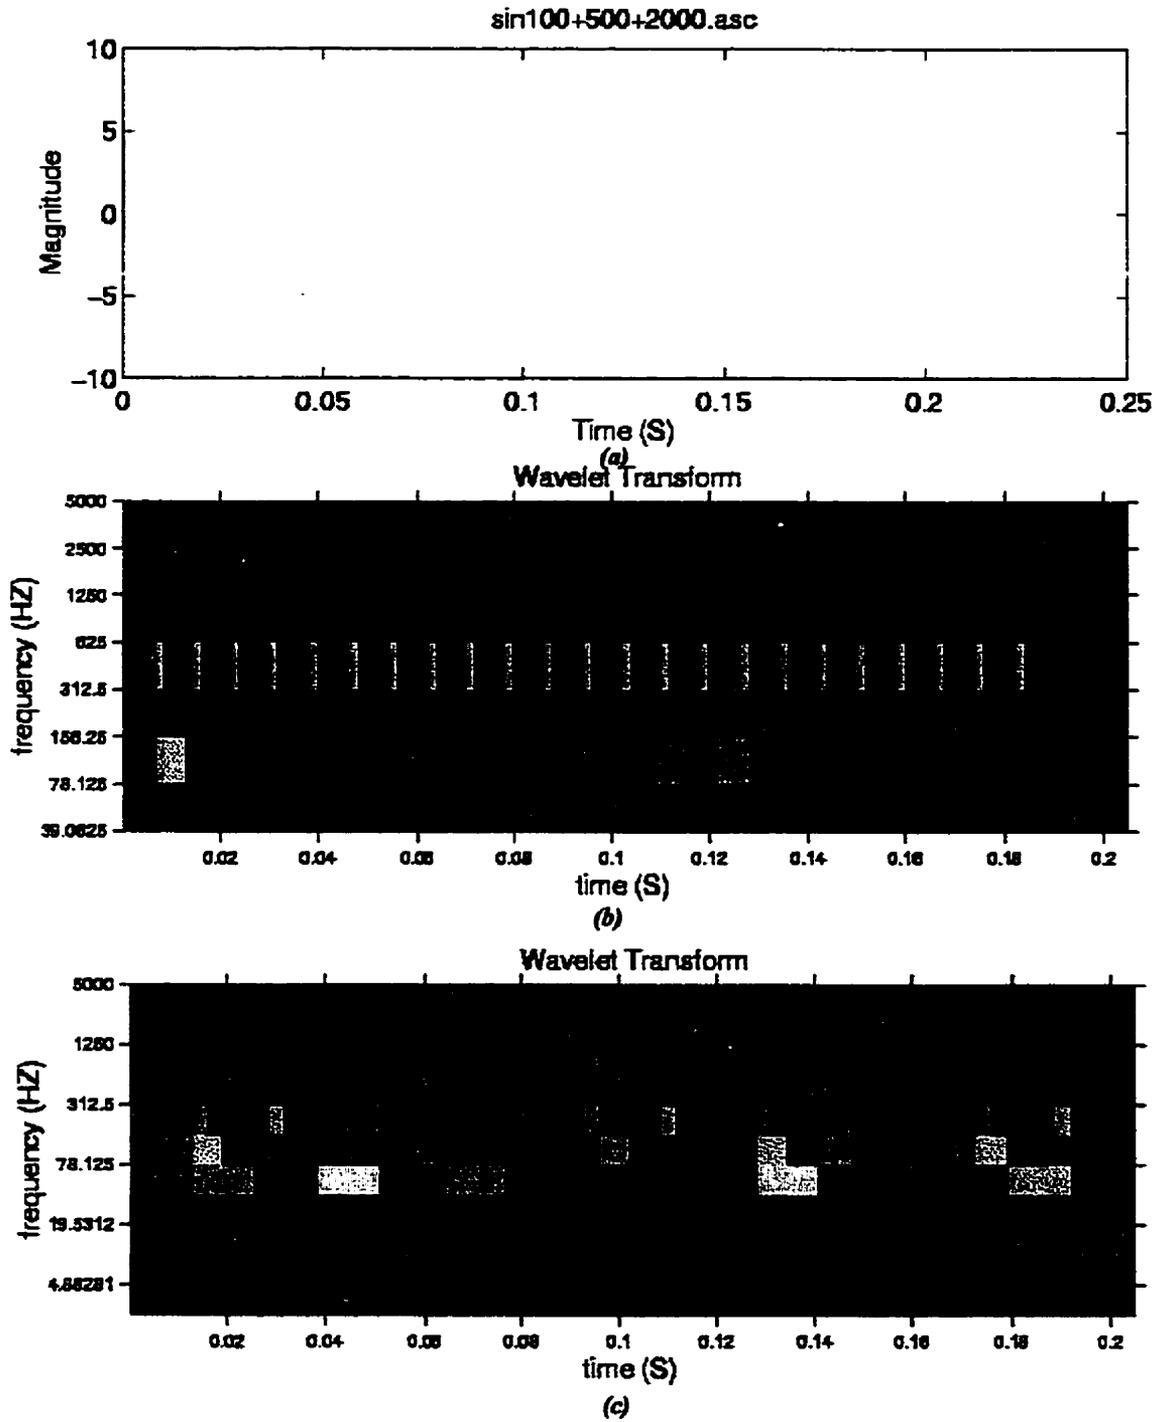 sin100+500+2000.asc
10
5
0
−5
−10
Magnitude
0 0.05 0.1 0.15 0.2 0.25
Time (S)
(a)
Wavelet Transform
5000
2500
1250
625
312.5
156.25
78.125
39.0625
frequency (HZ)
0.02 0.04 0.06 0.08 0.1 0.12 0.14 0.16 0.18 0.2
time (S)
(b)
Wavelet Transform
5000
1250
312.5
78.125
19.5312
4.88281
frequency (HZ)
0.02 0.04 0.06 0.08 0.1 0.12 0.14 0.16 0.18 0.2
time (S)
(c)